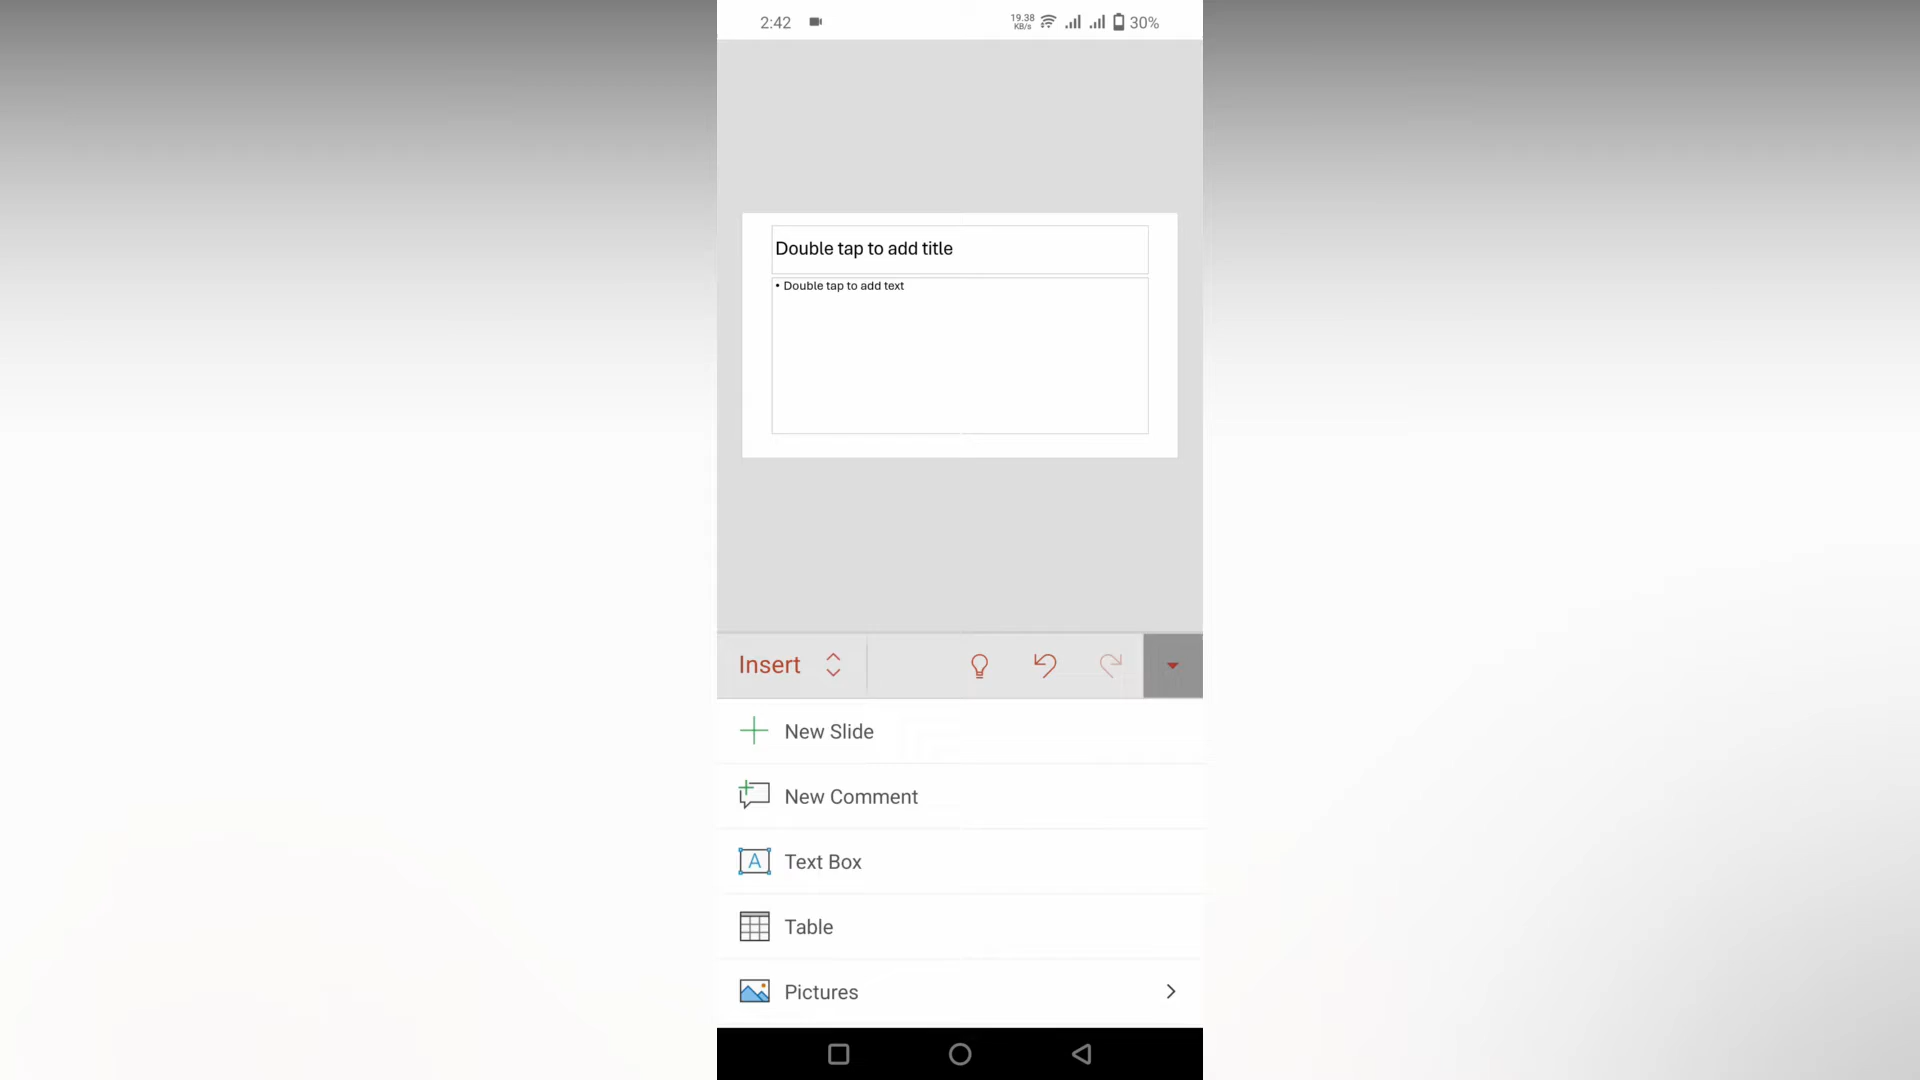 2:42 19.38 KB/s 30%
Double tap to add title
• Double tap to add text
Insert
New Slide
New Comment
A Text Box
Table
Pictures